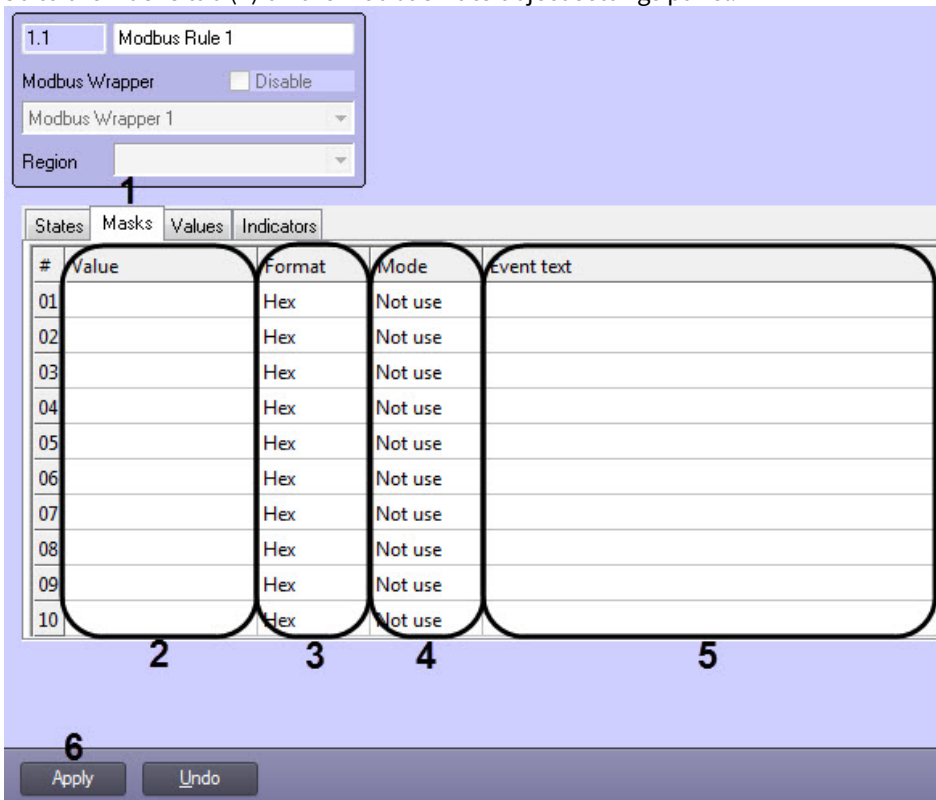 1.1 Modbus Rule 1
Modbus Wrapper Disable
Modbus Wrapper 1
Region
1
States Masks Values Indicators
# Value Format Mode Event text
01 Hex Not use
02 Hex Not use
03 Hex Not use
04 Hex Not use
05 Hex Not use
06 Hex Not use
07 Hex Not use
08 Hex Not use
09 Hex Not use
10 Hex Not use
2 3 4 5
6
Apply Undo